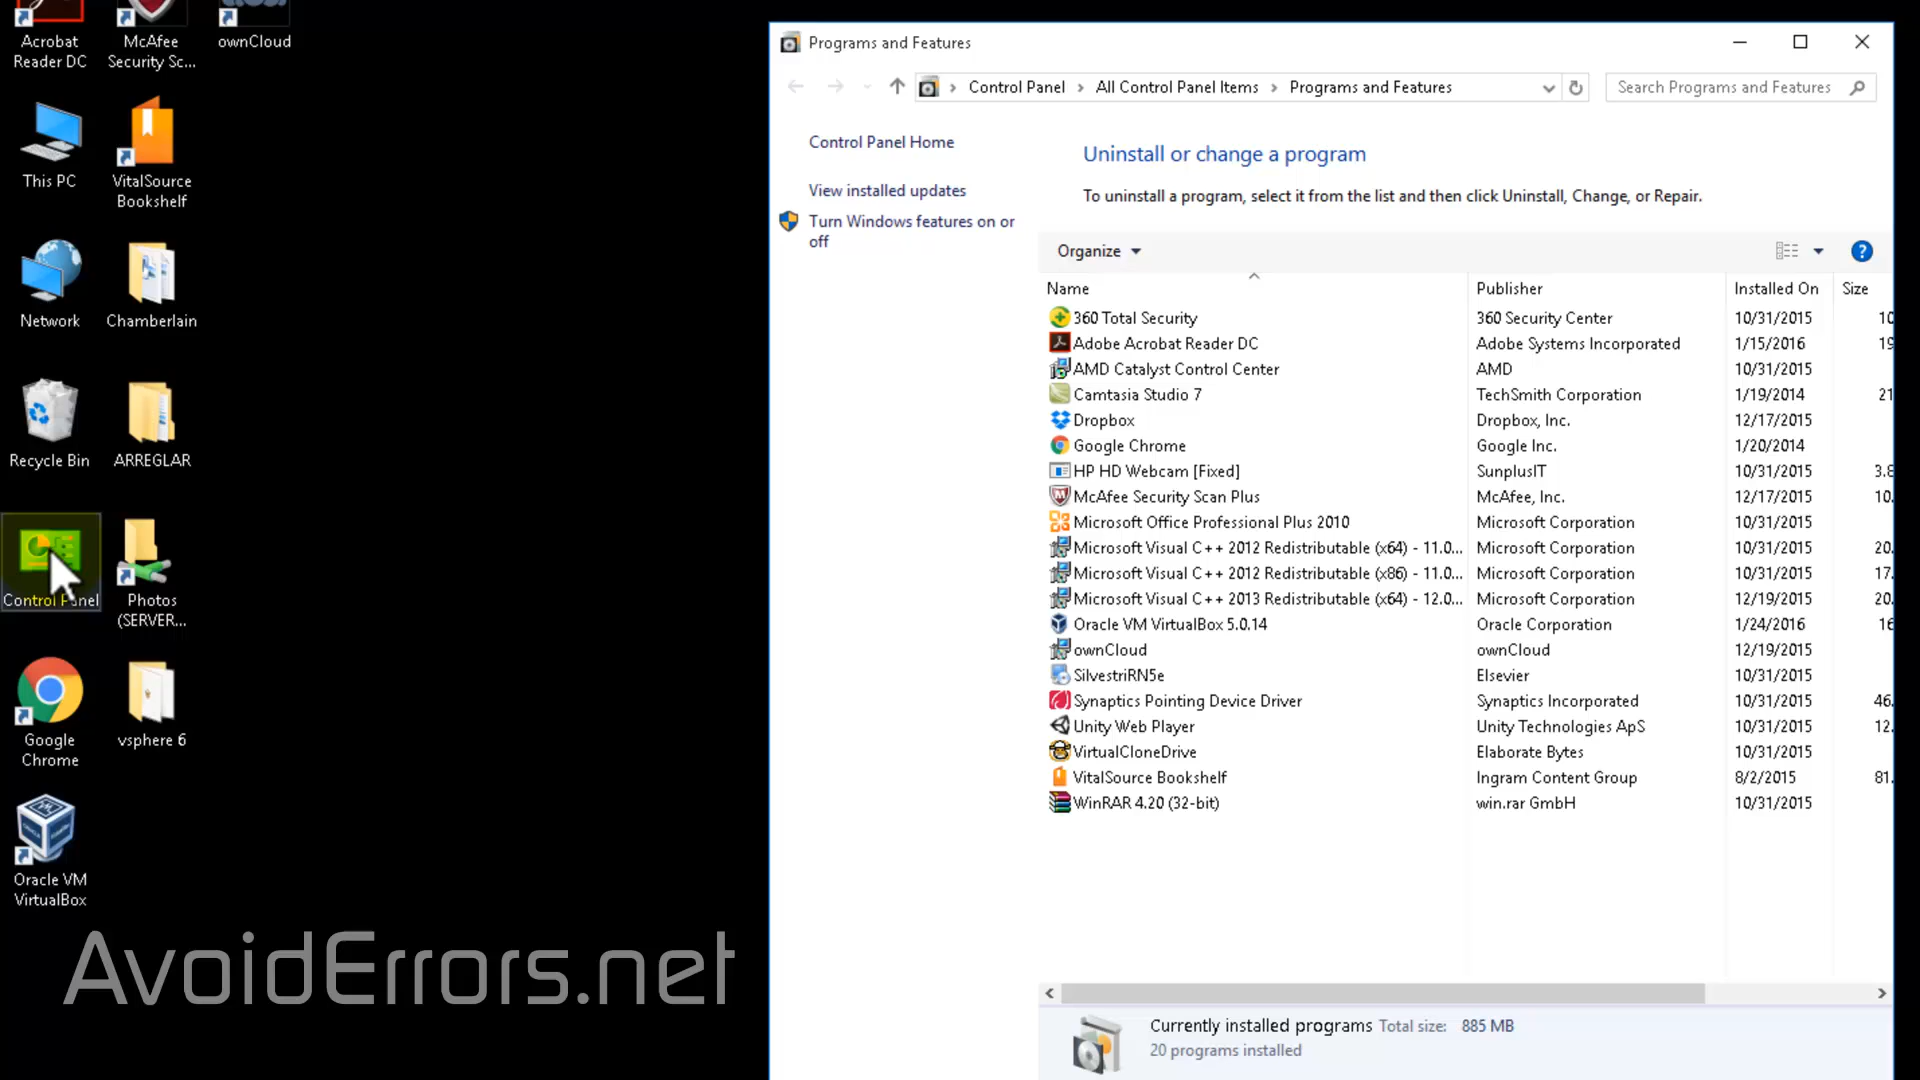 Acrobat
Reader DC
McAfee
Security Sc...
ownCloud
This PC
VitalSource
Bookshelf
Network
Chamberlain
Recycle Bin
ARREGLAR
Control Panel
Photos
(SERVER...
Google
Chrome
vsphere 6
Oracle VM
VirtualBox
AvoidErrors.net
Programs and Features
Control Panel > All Control Panel Items > Programs and Features
Search Programs and Features
Control Panel Home
View installed updates
Turn Windows features on or
off
Uninstall or change a program
To uninstall a program, select it from the list and then click Uninstall, Change, or Repair.
Organize
Name Publisher Installed On Size
360 Total Security 360 Security Center 10/31/2015 10
Adobe Acrobat Reader DC Adobe Systems Incorporated 1/15/2016 19
AMD Catalyst Control Center AMD 10/31/2015
Camtasia Studio 7 TechSmith Corporation 1/19/2014 21
Dropbox Dropbox, Inc. 12/17/2015
Google Chrome Google Inc. 1/20/2014
HP HD Webcam [Fixed] SunplusIT 10/31/2015 3.8
McAfee Security Scan Plus McAfee, Inc. 12/17/2015 10.
Microsoft Office Professional Plus 2010 Microsoft Corporation 10/31/2015
Microsoft Visual C++ 2012 Redistributable (x64) - 11.0... Microsoft Corporation 10/31/2015 20.
Microsoft Visual C++ 2012 Redistributable (x86) - 11.0... Microsoft Corporation 10/31/2015 17.
Microsoft Visual C++ 2013 Redistributable (x64) - 12.0... Microsoft Corporation 12/19/2015 20.
Oracle VM VirtualBox 5.0.14 Oracle Corporation 1/24/2016 16
ownCloud ownCloud 12/19/2015
SilvestriRN5e Elsevier 10/31/2015
Synaptics Pointing Device Driver Synaptics Incorporated 10/31/2015 46.
Unity Web Player Unity Technologies ApS 10/31/2015 12.
VirtualCloneDrive Elaborate Bytes 10/31/2015
VitalSource Bookshelf Ingram Content Group 8/2/2015 81.
WinRAR 4.20 (32-bit) win.rar GmbH 10/31/2015
Currently installed programs Total size: 885 MB
20 programs installed